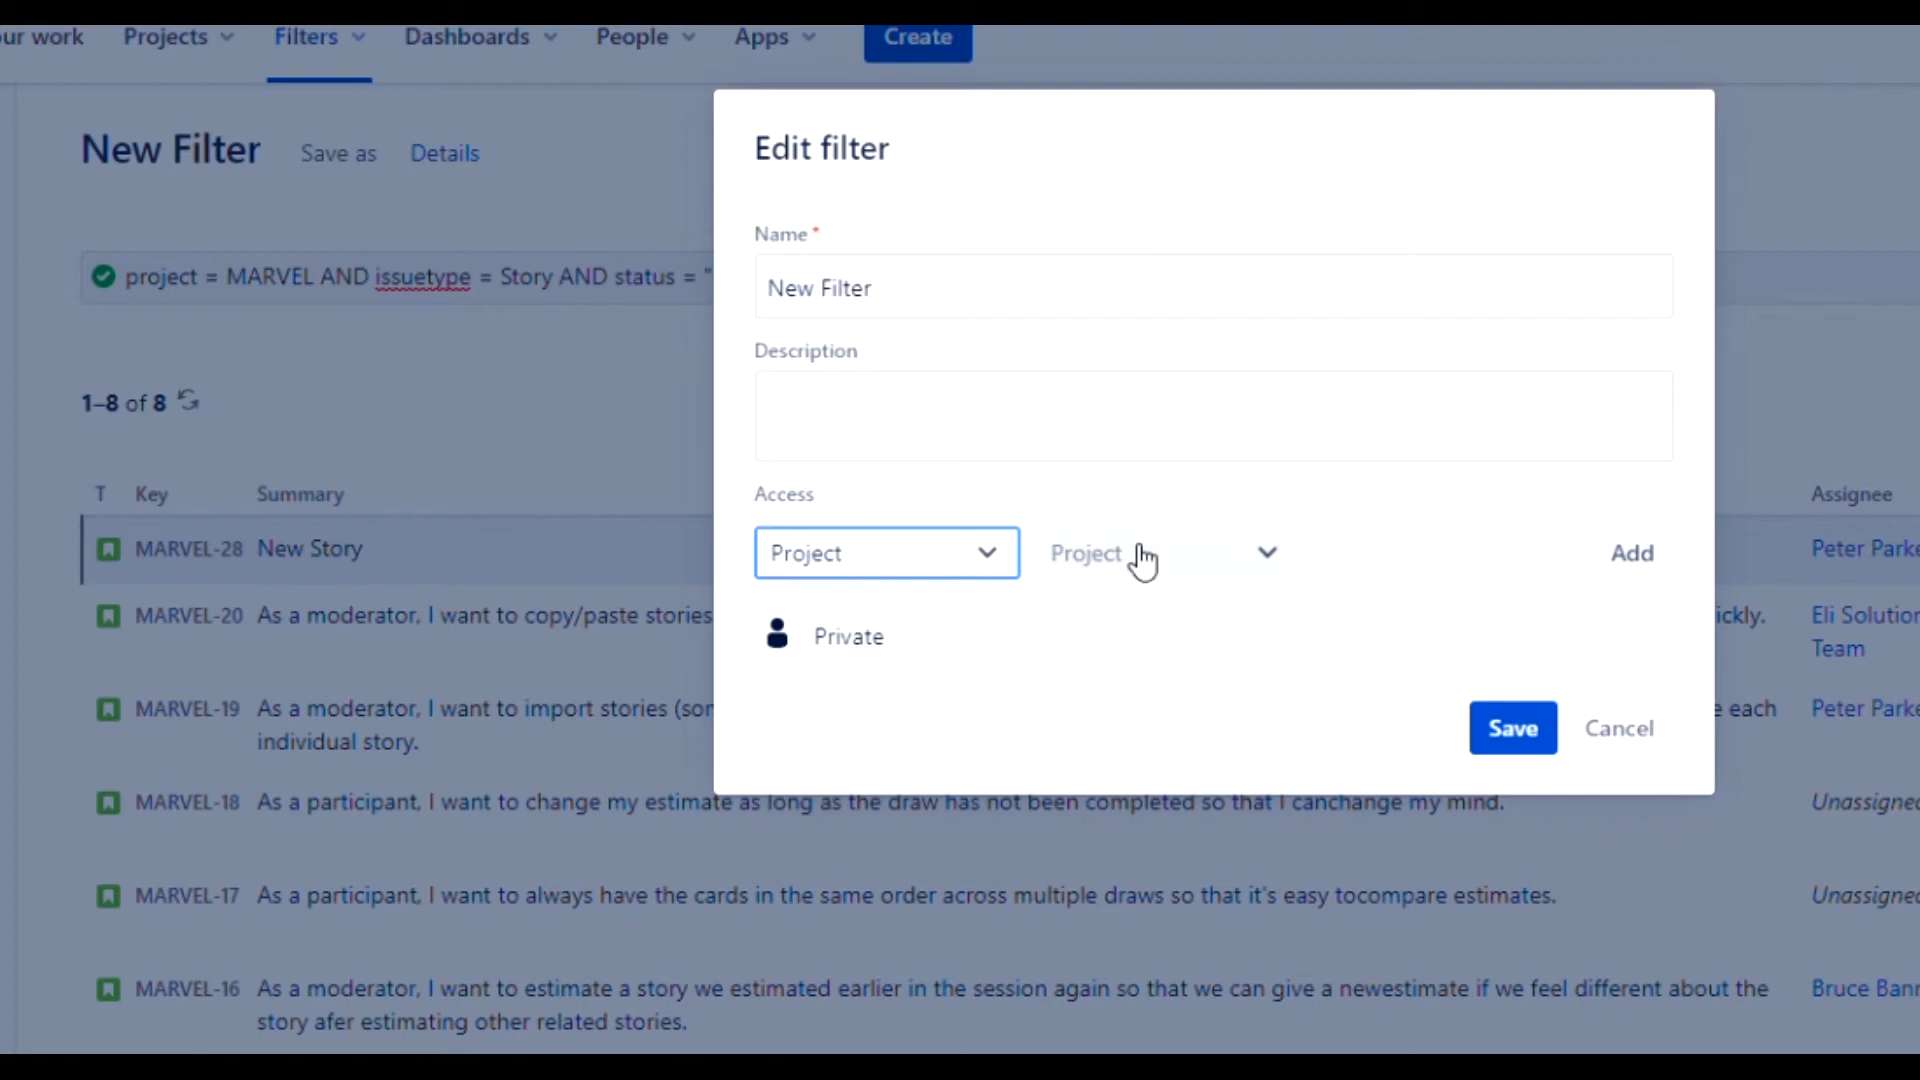 our work Projects Filters Dashboards People Apps Create
New Filter Save as Details
project = MARVEL AND issuetype = Story AND status = "
1–8 of 8
T Key Summary Assignee
MARVEL-28 New Story Peter Parke
MARVEL-20 As a moderator, I want to copy/paste stories ickly. Eli Solution
Team
MARVEL-19 As a moderator, I want to import stories (sor e each Peter Parke
individual story.
MARVEL-18 As a participant, I want to change my estimate as long as the draw has not been completed so that I canchange my mind. Unassigned
MARVEL-17 As a participant, I want to always have the cards in the same order across multiple draws so that it's easy tocompare estimates. Unassigned
MARVEL-16 As a moderator, I want to estimate a story we estimated earlier in the session again so that we can give a newestimate if we feel different about the Bruce Bann
story afer estimating other related stories.
Edit filter
Name *
New Filter
Description
Access
Project Project Add
Private
Save Cancel